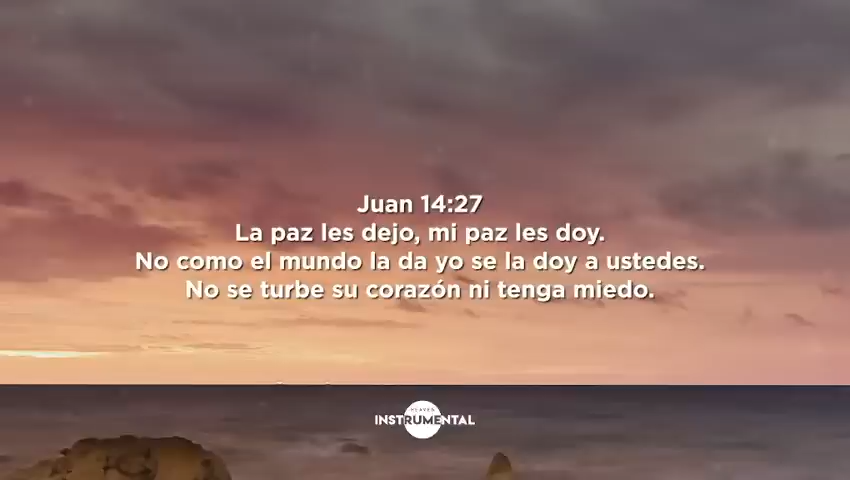 Juan 14:27
La paz les dejo, mi paz les doy.
No como el mundo la da yo se la doy a ustedes.
No se turbe su corazón ni tenga miedo.
HEAVEN
INSTRUMENTAL